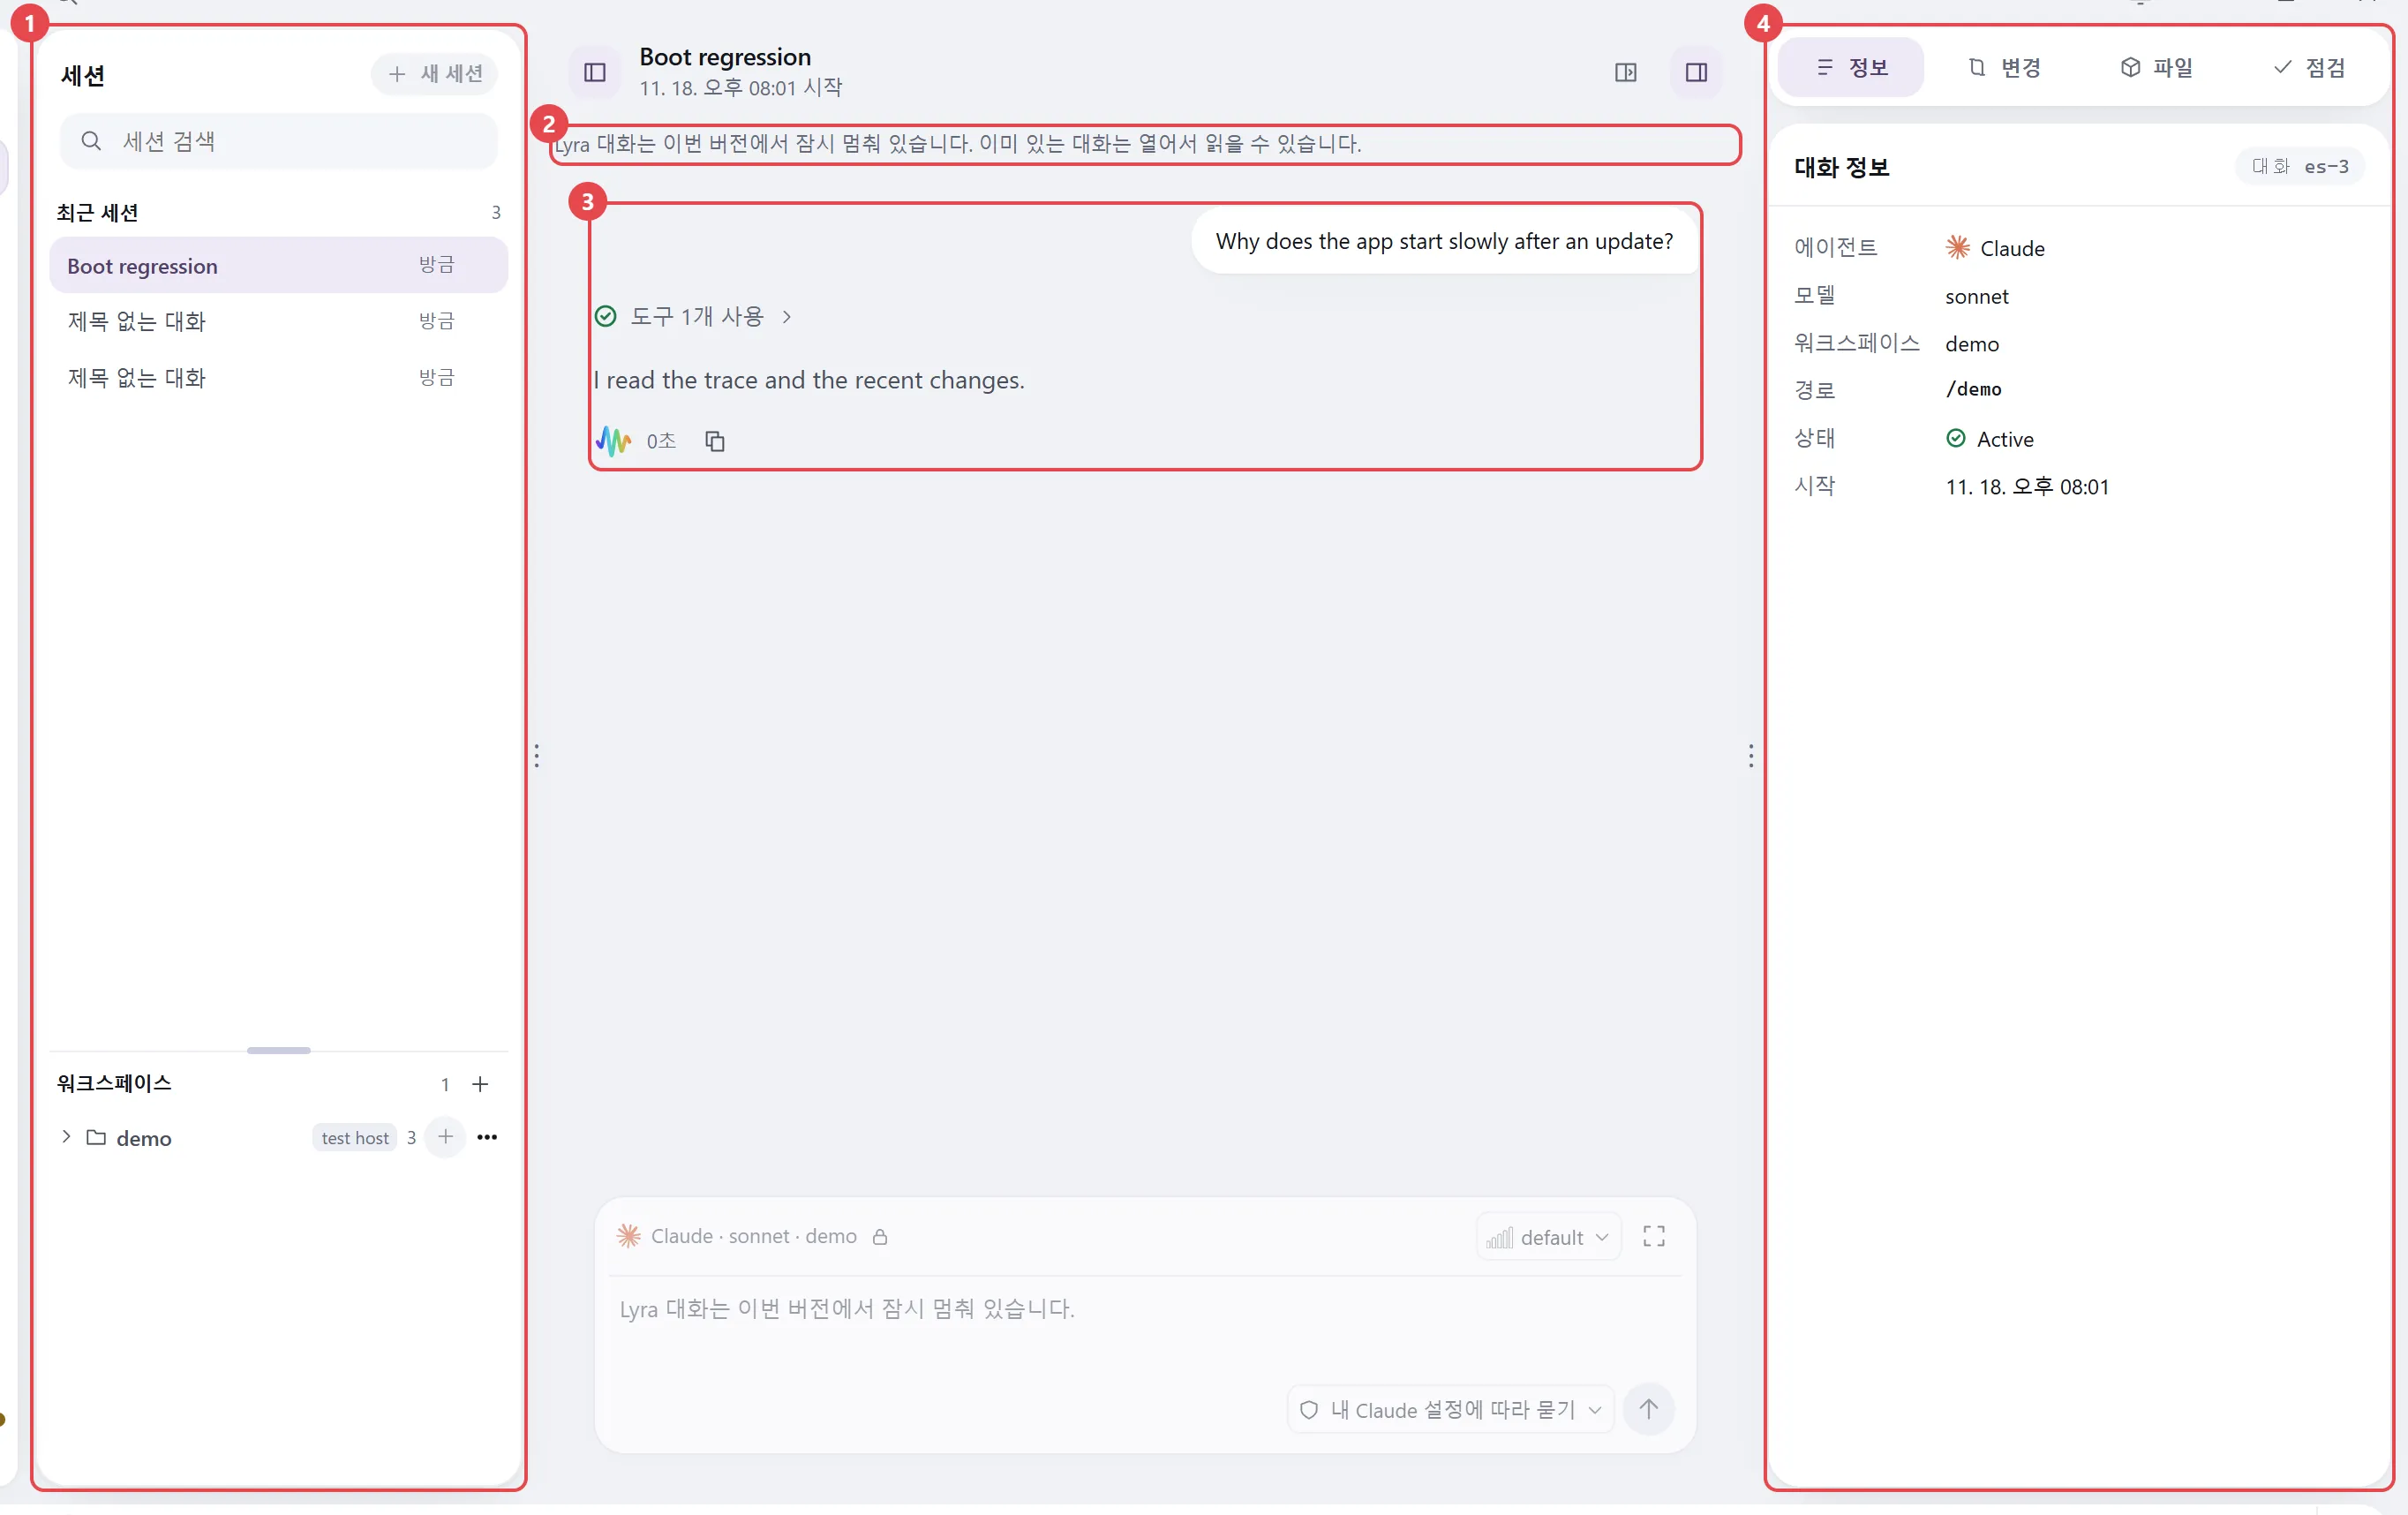 1
세션
새 세션
세션 검색
최근 세션 3
Boot regression 방금
제목 없는 대화 방금
제목 없는 대화 방금
워크스페이스 1
demo test host 3
Boot regression
11. 18. 오후 08:01 시작
2
Lyra 대화는 이번 버전에서 잠시 멈춰 있습니다. 이미 있는 대화는 열어서 읽을 수 있습니다.
3
Why does the app start slowly after an update?
도구 1개 사용
I read the trace and the recent changes.
0초
Claude · sonnet · demo
default
Lyra 대화는 이번 버전에서 잠시 멈춰 있습니다.
내 Claude 설정에 따라 묻기
4
정보 변경 파일 점검
대화 정보 대화 es-3
에이전트 Claude
모델 sonnet
워크스페이스 demo
경로 /demo
상태 Active
시작 11. 18. 오후 08:01